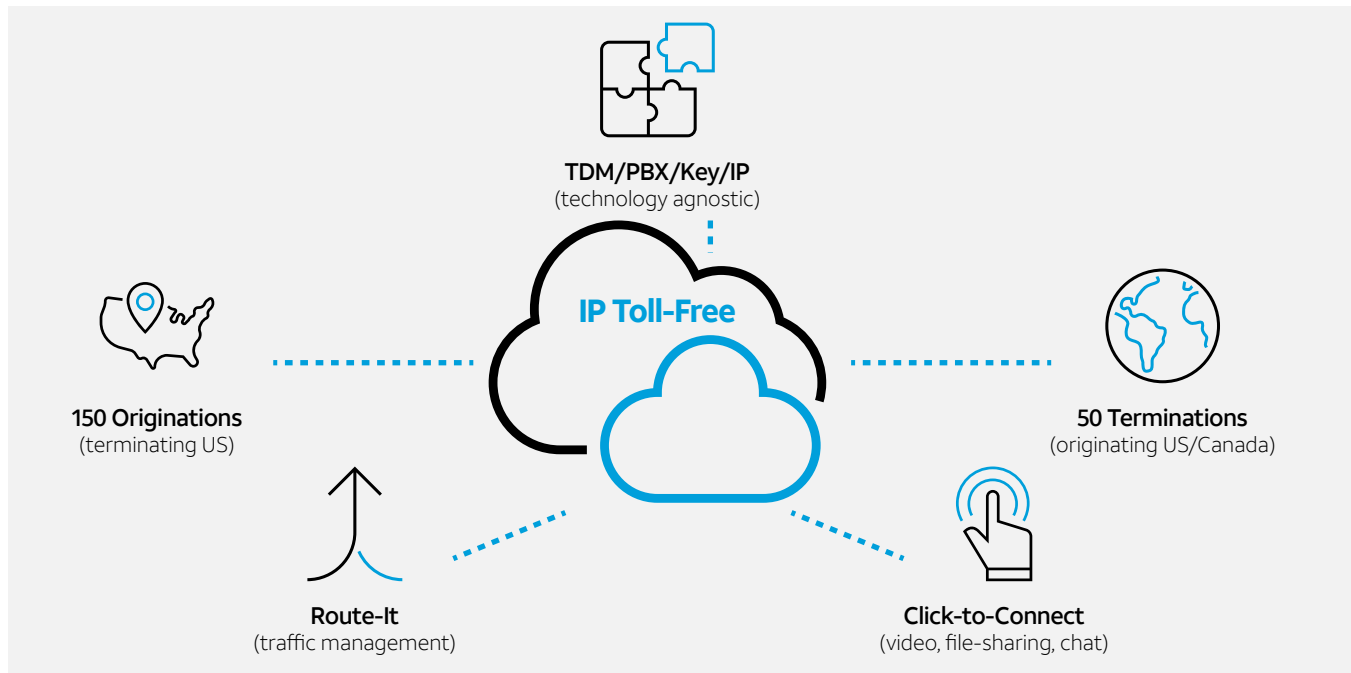 TDM/PBX/Key/IP
(technology agnostic)
IP Toll-Free
150 Originations
(terminating US)
50 Terminations
(originating US/Canada)
Route-It
(traffic management)
Click-to-Connect
(video, file-sharing, chat)